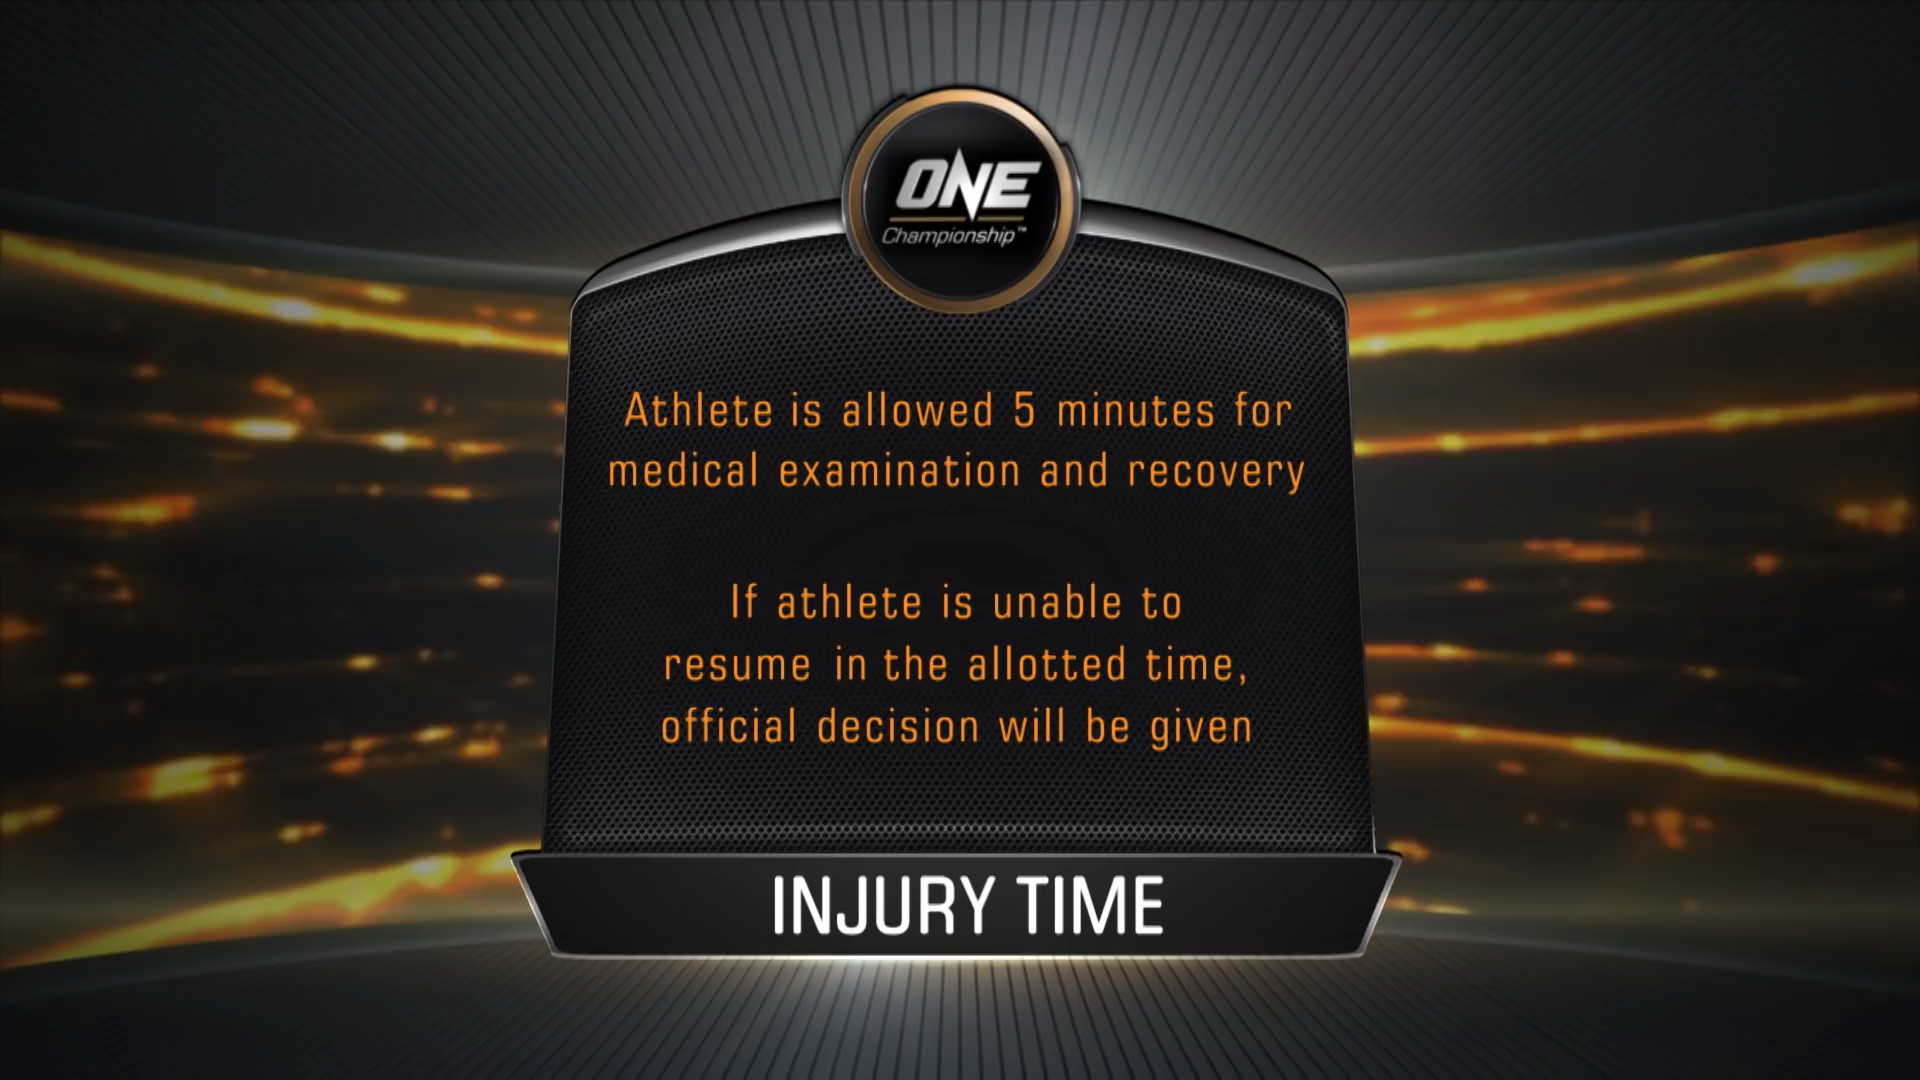 ONE
Championship™
Athlete is allowed 5 minutes for
medical examination and recovery
If athlete is unable to
resume in the allotted time,
official decision will be given
INJURY TIME